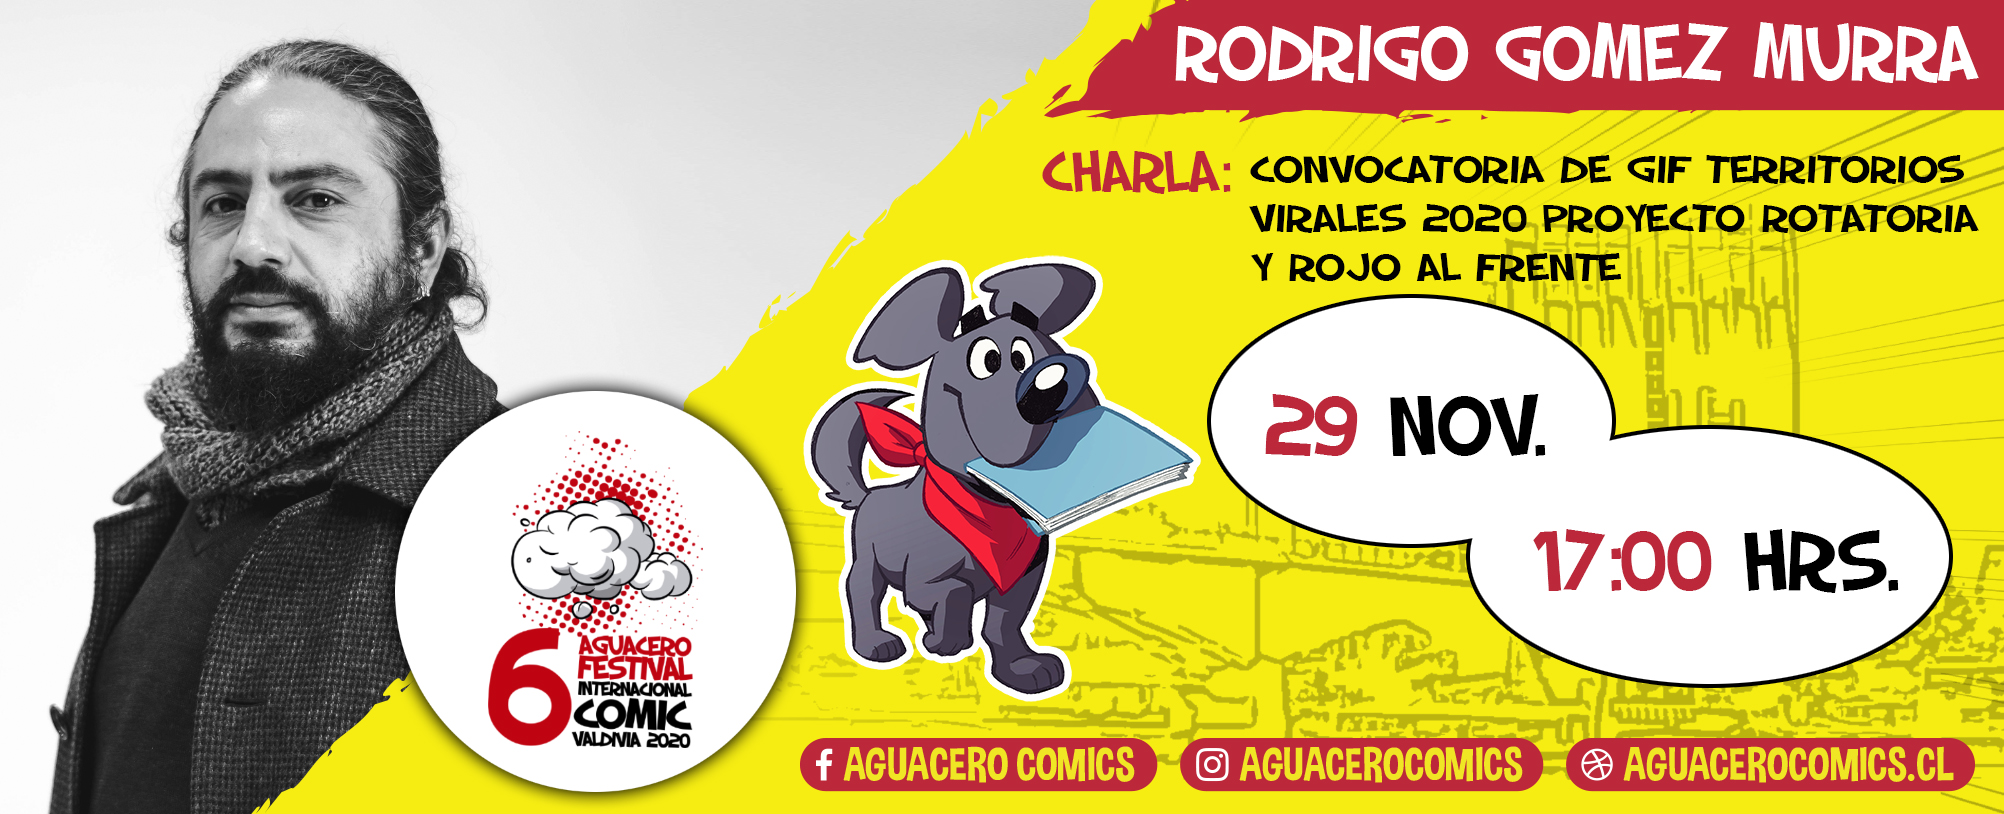 RODRIGO GOMEZ MURRA
CHARLA: CONVOCATORIA DE GIF TERRITORIOS
VIRALES 2020 PROYECTO ROTATORIA
Y ROJO AL FRENTE
29 NOV.
17:00 HRS.
6 AGUACERO
FESTIVAL
INTERNACIONAL
COMIC
VALDIVIA 2020
AGUACERO COMICS
AGUACEROCOMICS
AGUACEROCOMICS.CL